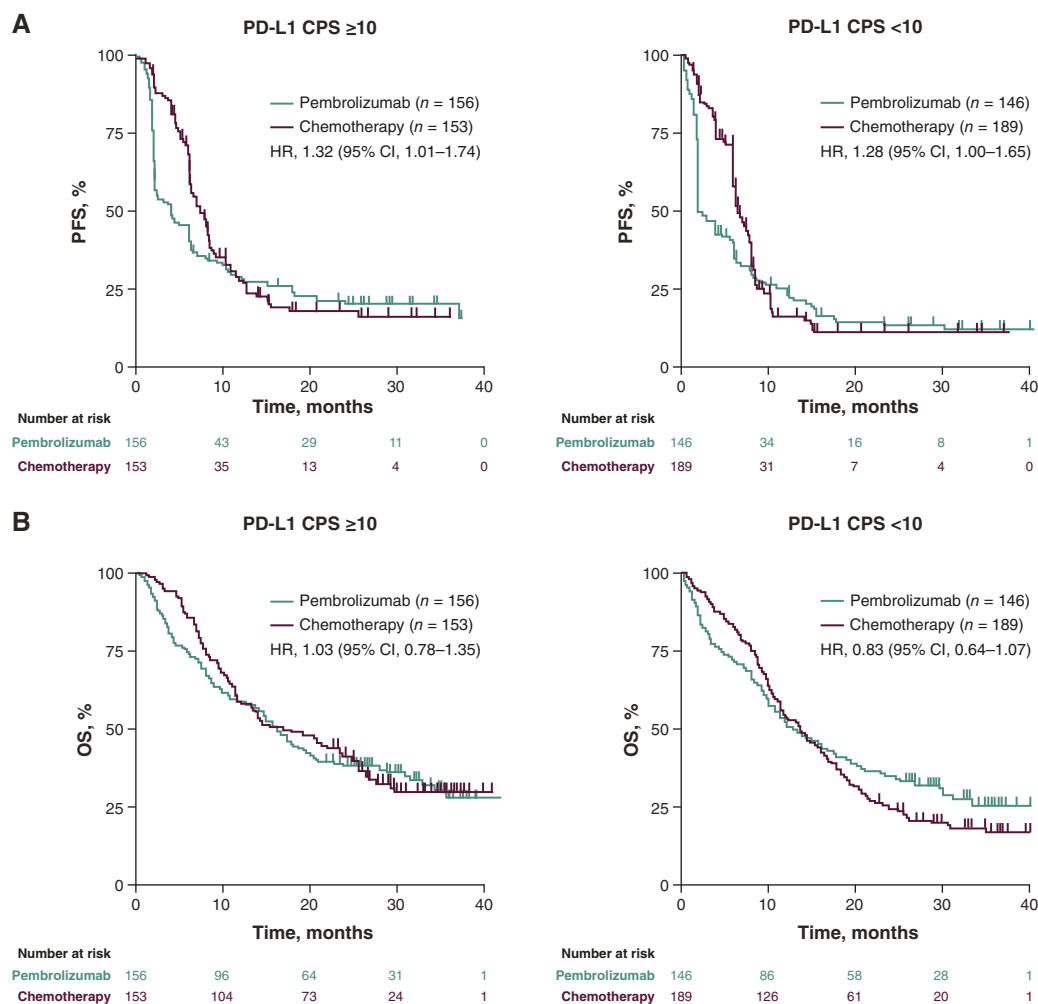 A
PD-L1 CPS ≥10
PD-L1 CPS <10
100
75
50
25
0
PFS, %
Pembrolizumab (n = 156)
Chemotherapy (n = 153)
HR, 1.32 (95% CI, 1.01–1.74)
0 10 20 30 40
Time, months
Number at risk
Pembrolizumab 156 43 29 11 0
Chemotherapy 153 35 13 4 0
100
75
50
25
0
PFS, %
Pembrolizumab (n = 146)
Chemotherapy (n = 189)
HR, 1.28 (95% CI, 1.00–1.65)
0 10 20 30 40
Time, months
Number at risk
Pembrolizumab 146 34 16 8 1
Chemotherapy 189 31 7 4 0
B
PD-L1 CPS ≥10
PD-L1 CPS <10
100
75
50
25
0
OS, %
Pembrolizumab (n = 156)
Chemotherapy (n = 153)
HR, 1.03 (95% CI, 0.78–1.35)
0 10 20 30 40
Time, months
Number at risk
Pembrolizumab 156 96 64 31 1
Chemotherapy 153 104 73 24 1
100
75
50
25
0
OS, %
Pembrolizumab (n = 146)
Chemotherapy (n = 189)
HR, 0.83 (95% CI, 0.64–1.07)
0 10 20 30 40
Time, months
Number at risk
Pembrolizumab 146 86 58 28 1
Chemotherapy 189 126 61 20 1